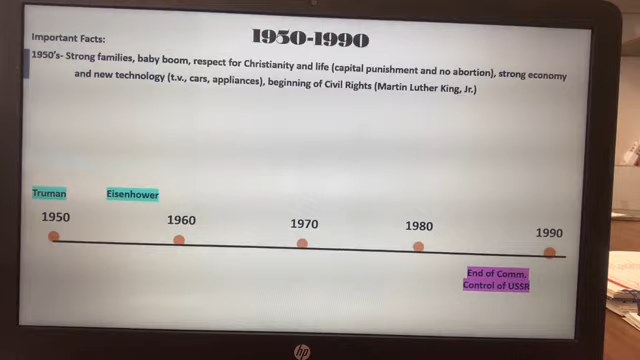 1950-1990
Important Facts:
1950's- Strong families, baby boom, respect for Christianity and life (capital punishment and no abortion), strong economy
and new technology (t.v., cars, appliances), beginning of Civil Rights (Martin Luther King, Jr.)
Truman
Eisenhower
1950
1960
1970
1980
1990
End of Comm.
Control of USSR
hp